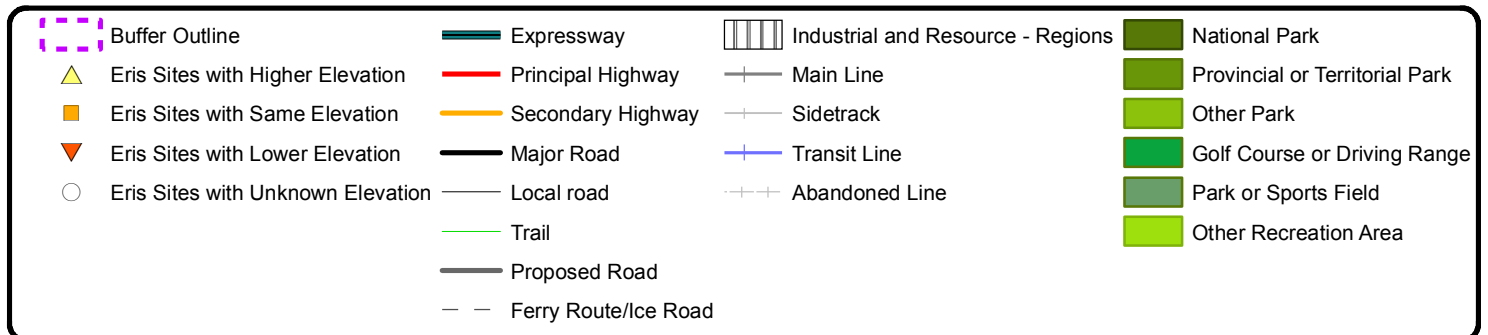 Buffer Outline
Eris Sites with Higher Elevation
Eris Sites with Same Elevation
Eris Sites with Lower Elevation
Eris Sites with Unknown Elevation
Expressway
Principal Highway
Secondary Highway
Major Road
Local road
Trail
Proposed Road
Ferry Route/Ice Road
Industrial and Resource - Regions
Main Line
Sidetrack
Transit Line
Abandoned Line
National Park
Provincial or Territorial Park
Other Park
Golf Course or Driving Range
Park or Sports Field
Other Recreation Area